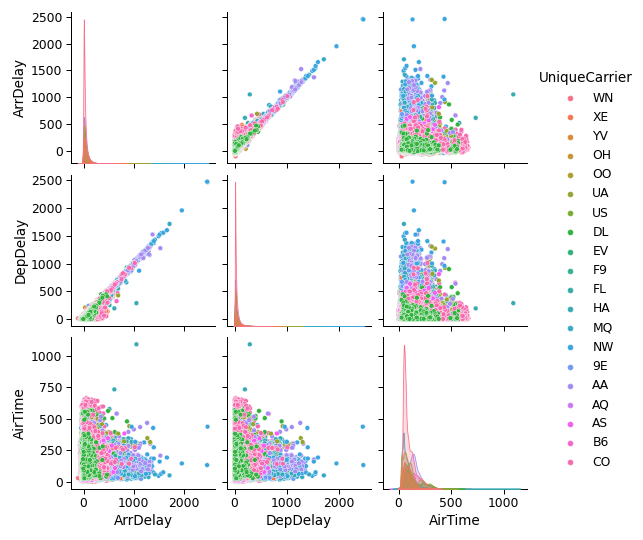 2500
2000
1500
1000
500
0
ArrDelay
UniqueCarrier
WN
XE
YV
OH
OO
UA
US
DL
EV
F9
FL
HA
MQ
NW
9E
AA
AQ
AS
B6
CO
2500
2000
1500
1000
500
0
DepDelay
1000
750
500
250
0
AirTime
0 1000 2000
0 1000 2000
0 500 1000
ArrDelay
DepDelay
AirTime